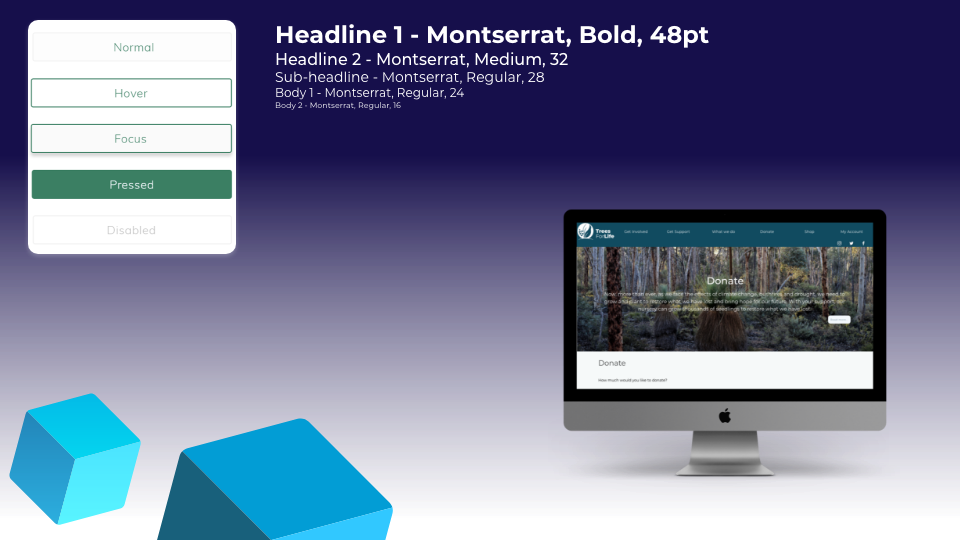 Normal
Hover
Focus
Pressed
Disabled
Headline 1 - Montserrat, Bold, 48pt
Headline 2 - Montserrat, Medium, 32
Sub-headline - Montserrat, Regular, 28
Body 1 - Montserrat, Regular, 24
Body 2 - Montserrat, Regular, 16
Trees
ForLife
Get Involved
Get Support
What we do
Donate
Shop
My Account
Donate
Donate
How much would you like to donate?